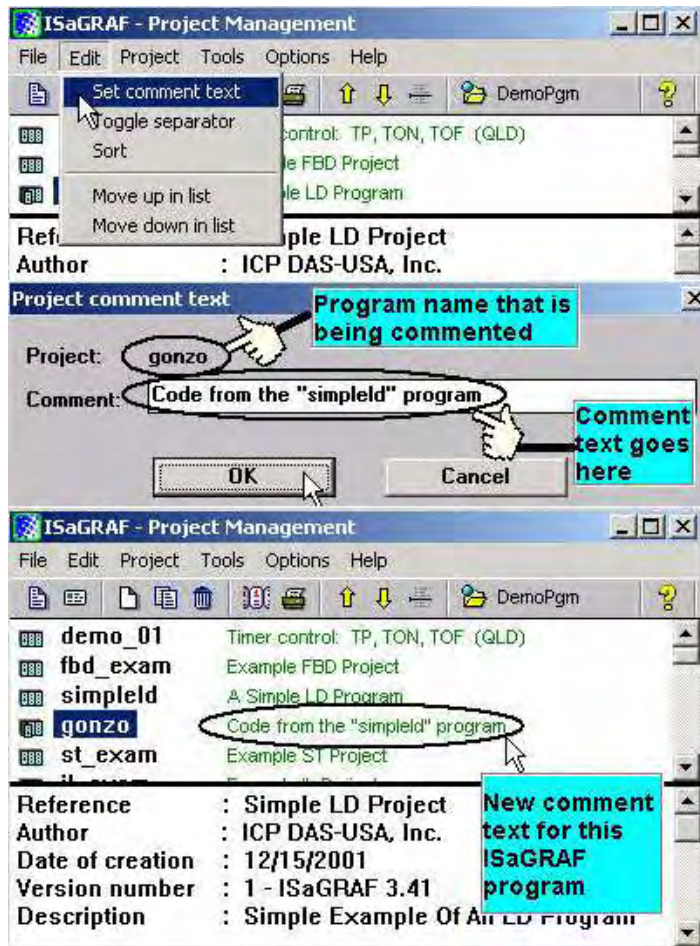 ISaGRAF - Project Management
File Edit Project Tools Options Help
DemoPgm
Set comment text
Toggle separator
Sort
Move up in list
Move down in list
control: TP, TON, TOF (QLD)
le FBD Project
ple LD Program
Ref ple LD Project
Author : ICP DAS-USA, Inc.
Project comment text
Program name that is
being commented
Project: gonzo
Comment: Code from the "simpleld" program
Comment
text goes
here
OK Cancel
ISaGRAF - Project Management
File Edit Project Tools Options Help
DemoPgm
demo_01 Timer control: TP, TON, TOF (QLD)
fbd_exam Example FBD Project
simpleld A Simple LD Program
gonzo Code from the "simpleld" program
st_exam Example ST Project
Reference : Simple LD Project
Author : ICP DAS-USA, Inc.
Date of creation : 12/15/2001
Version number : 1 - ISaGRAF 3.41
Description : Simple Example Of An LD Program
New comment
text for this
ISaGRAF
program